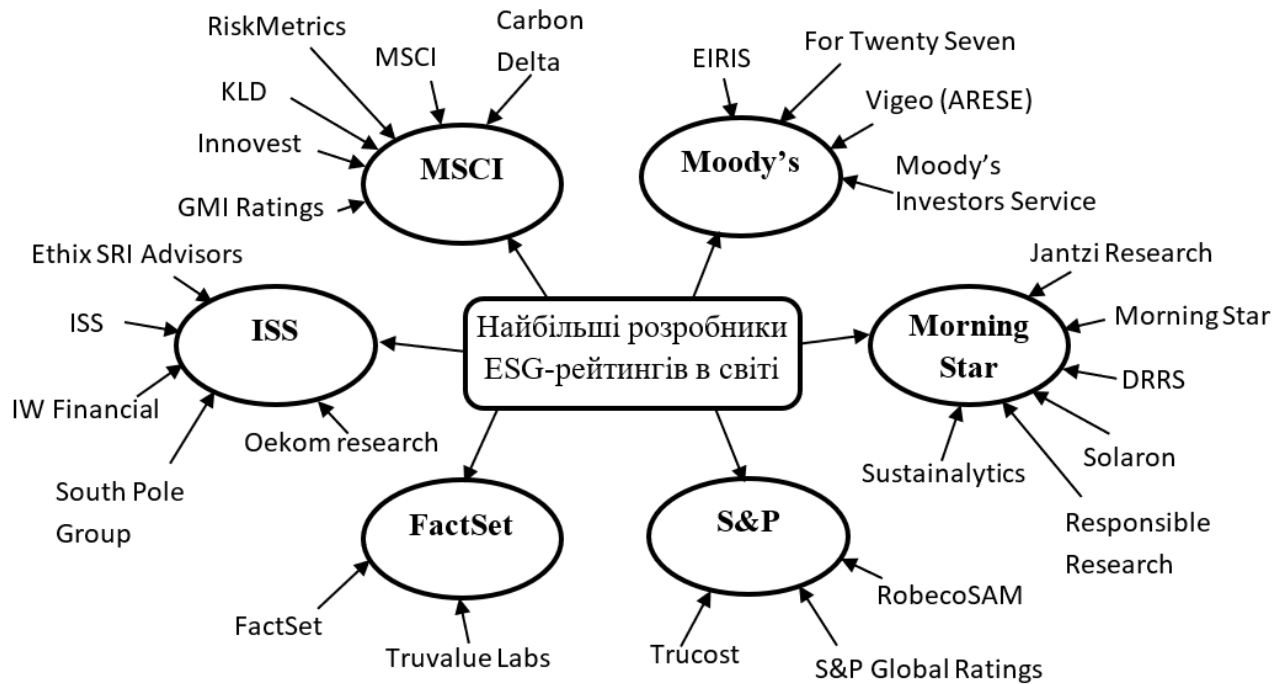 RiskMetrics
MSCI
Carbon
Delta
KLD
Innovest
GMI Ratings
MSCI
EIRIS
For Twenty Seven
Vigeo (ARESE)
Moody’s
Investors Service
Moody’s
Ethix SRI Advisors
ISS
IW Financial
South Pole
Group
Oekom research
ISS
Найбільші розробники
ESG-рейтингів в світі
Jantzi Research
Morning Star
DRRS
Solaron
Responsible
Research
Sustainalytics
Morning
Star
FactSet
FactSet
Truvalue Labs
S&P
Trucost
S&P Global Ratings
RobecoSAM